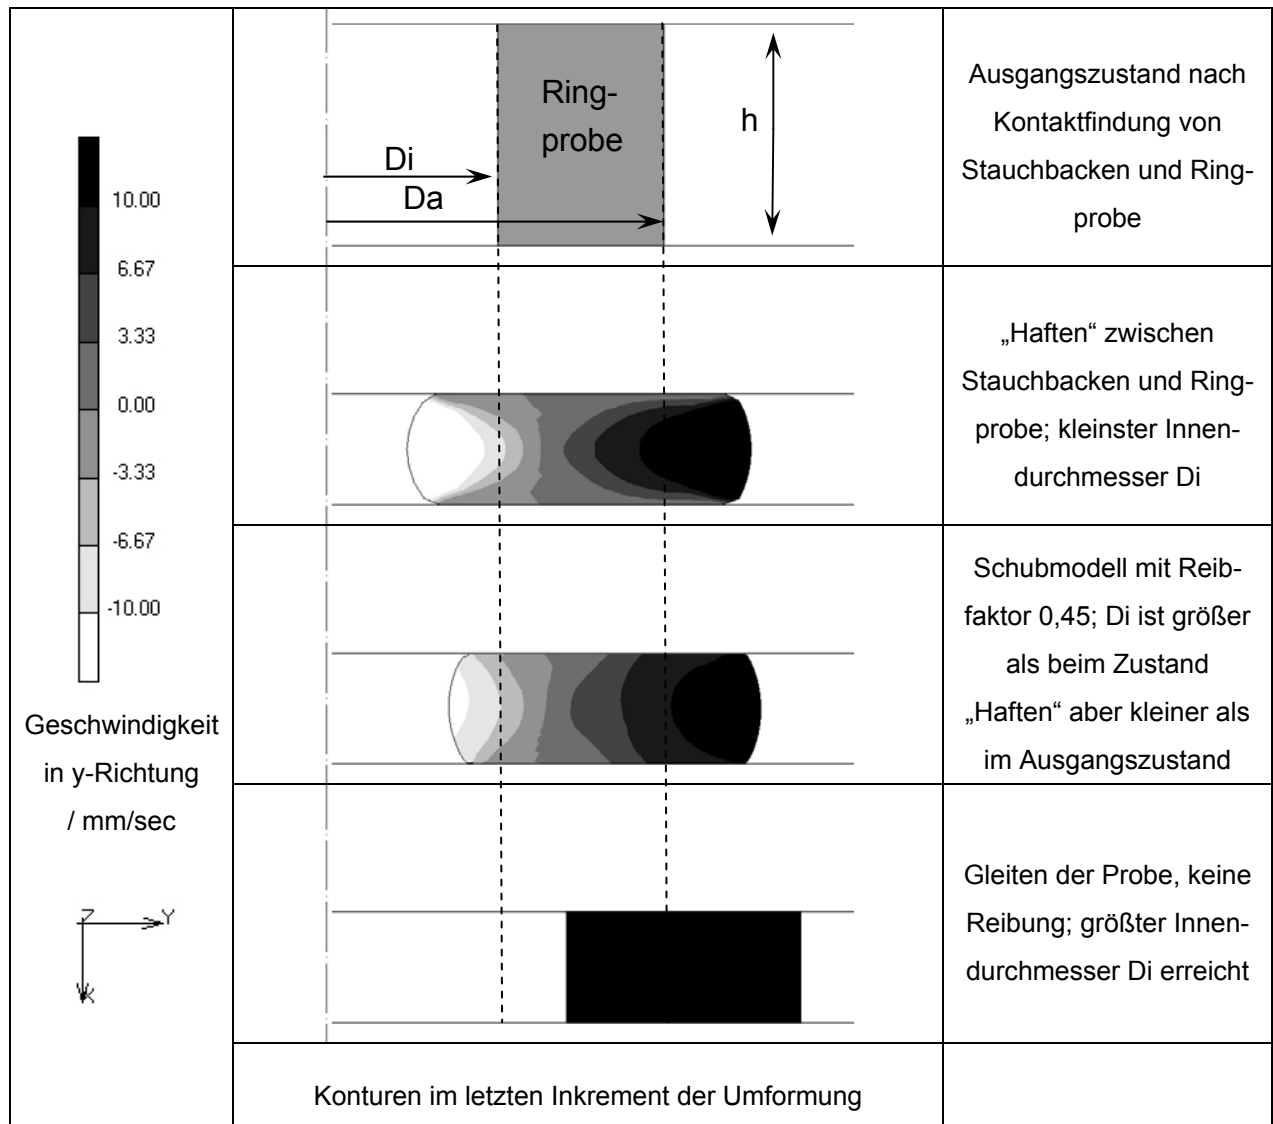 10.00
6.67
3.33
0.00
-3.33
-6.67
-10.00
Geschwindigkeit
in y-Richtung
/ mm/sec
Z
Y
X
Ring-
probe
h
Di
Da
Ausgangszustand nach
Kontaktfindung von
Stauchbacken und Ring-
probe
„Haften“ zwischen
Stauchbacken und Ring-
probe; kleinster Innen-
durchmesser Di
Schubmodell mit Reib-
faktor 0,45; Di ist größer
als beim Zustand
„Haften“ aber kleiner als
im Ausgangszustand
Gleiten der Probe, keine
Reibung; größter Innen-
durchmesser Di erreicht
Konturen im letzten Inkrement der Umformung